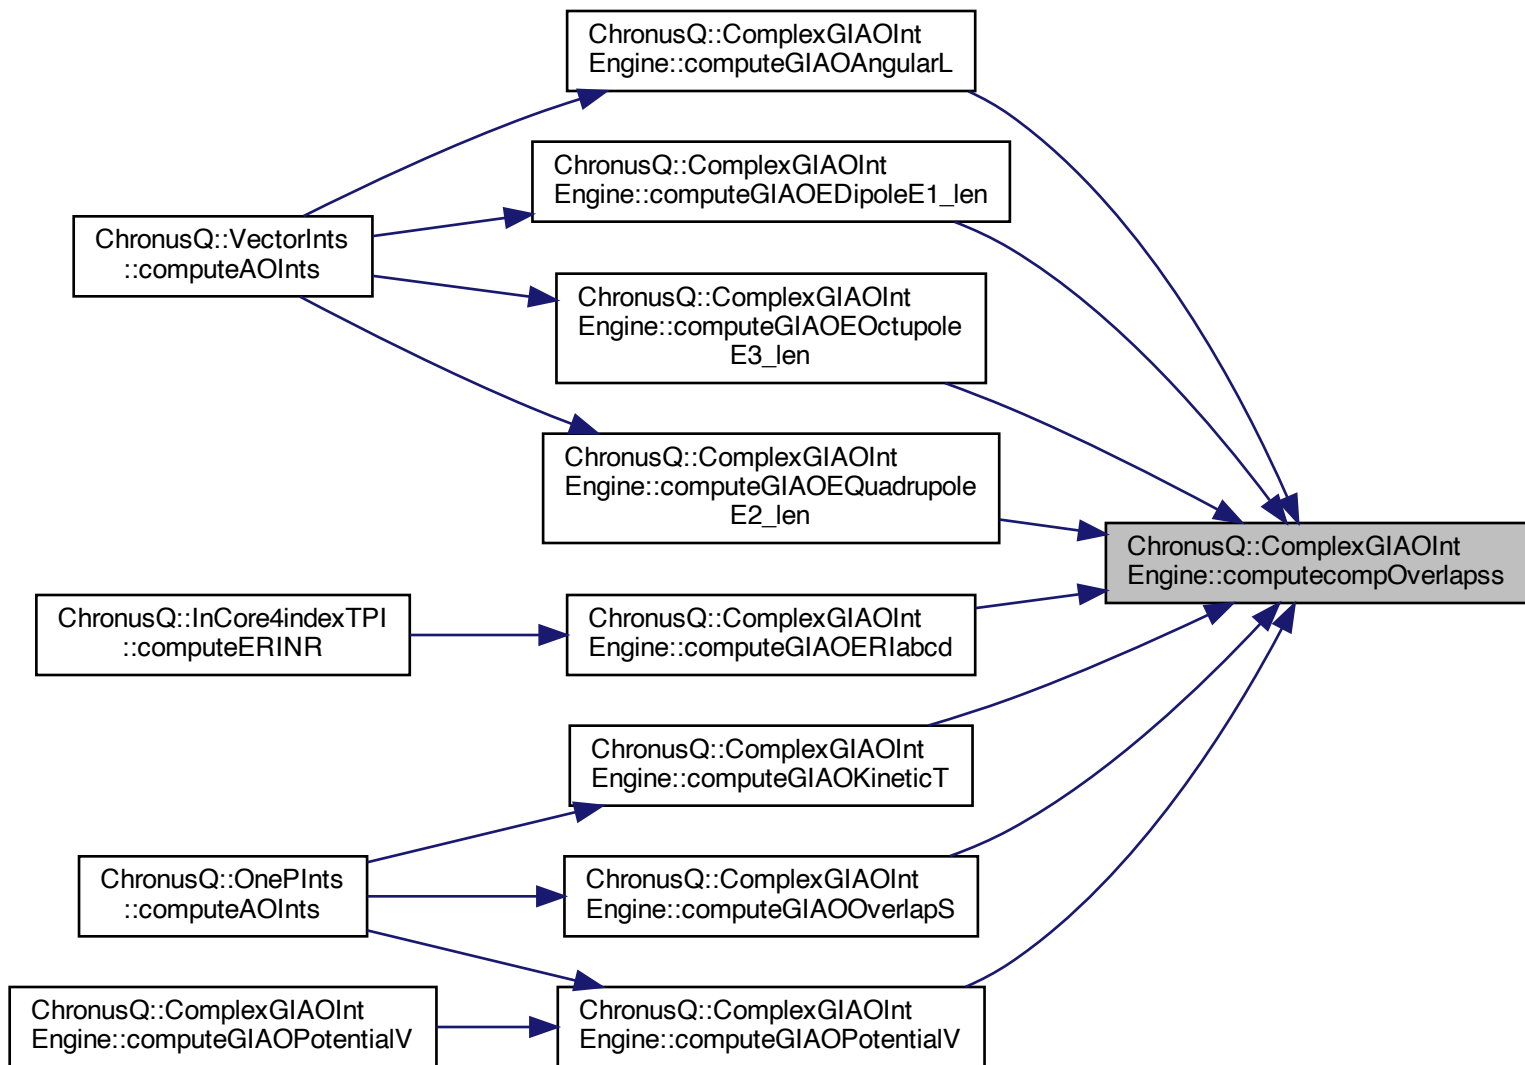 ChronusQ::ComplexGIAOInt
Engine::computeGIAOAngularL
ChronusQ::ComplexGIAOInt
Engine::computeGIAOEDipoleE1_len
ChronusQ::VectorInts
::computeAOInts
ChronusQ::ComplexGIAOInt
Engine::computeGIAOEOctupole
E3_len
ChronusQ::ComplexGIAOInt
Engine::computeGIAOEQuadrupole
E2_len
ChronusQ::ComplexGIAOInt
Engine::computecompOverlapss
ChronusQ::InCore4indexTPI
::computeERINR
ChronusQ::ComplexGIAOInt
Engine::computeGIAOERIabcd
ChronusQ::ComplexGIAOInt
Engine::computeGIAOKineticT
ChronusQ::OnePInts
::computeAOInts
ChronusQ::ComplexGIAOInt
Engine::computeGIAOOverlapS
ChronusQ::ComplexGIAOInt
Engine::computeGIAOPotentialV
ChronusQ::ComplexGIAOInt
Engine::computeGIAOPotentialV